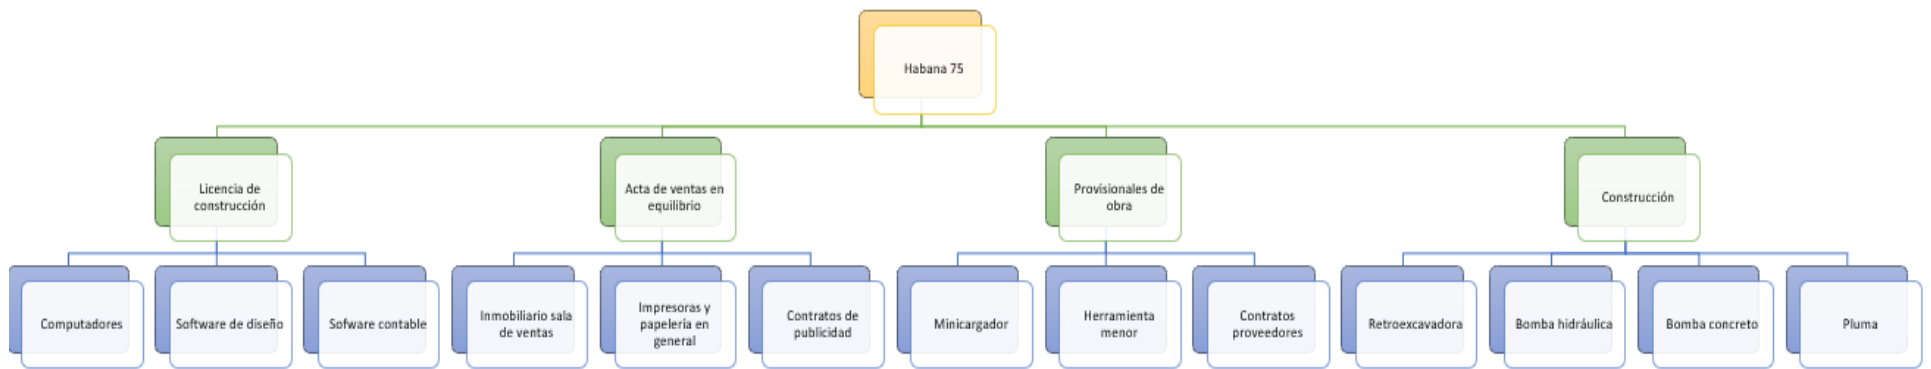 Habana 75
Licencia de
construcción
Acta de ventas en
equilibrio
Provisionales de
obra
Construcción
Computadores
Software de diseño
Sofware contable
Inmobiliario sala
de ventas
Impresoras y
papelería en
general
Contratos de
publicidad
Minicargador
Herramienta
menor
Contratos
proveedores
Retroexcavadora
Bomba hidráulica
Bomba concreto
Pluma